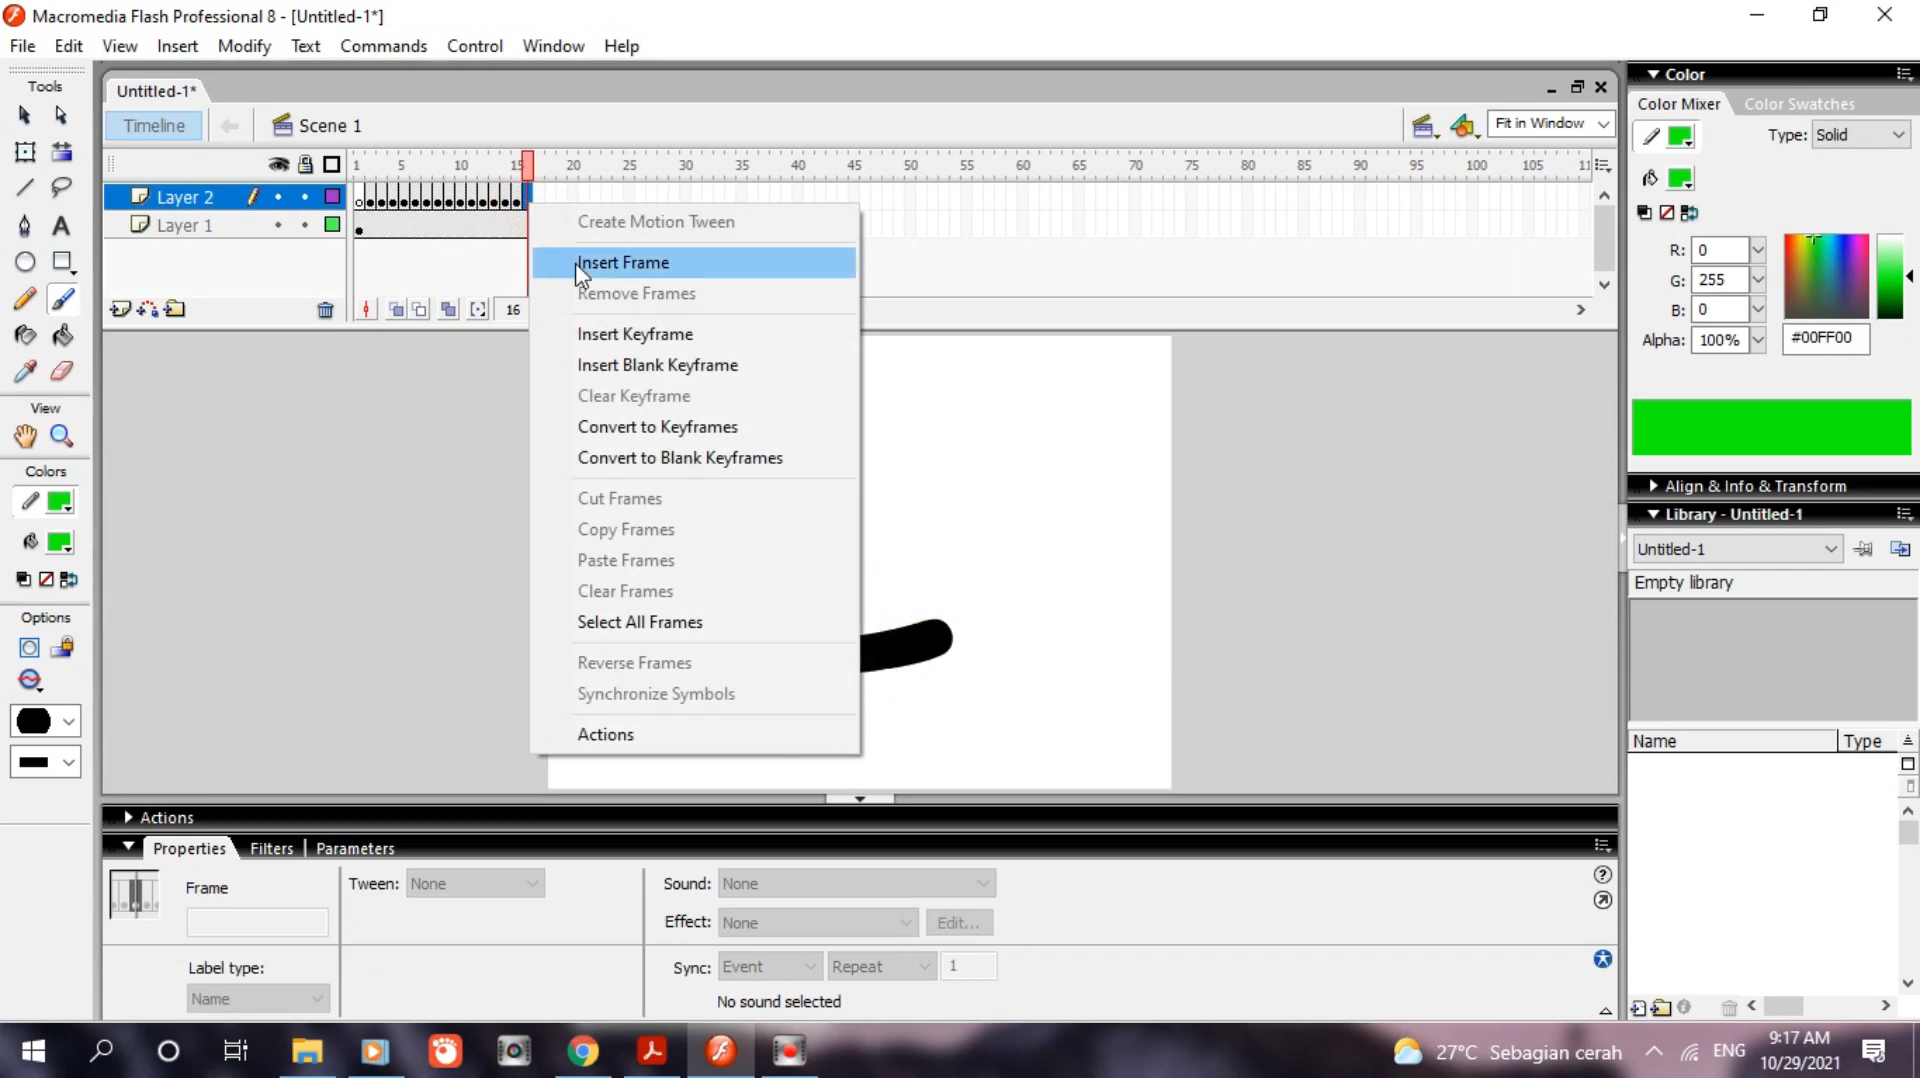 Macromedia Flash Professional 8 - [Untitled-1*]
File Edit View Insert Modify Text Commands Control Window Help
Tools
Untitled-1*
Timeline
Scene 1
Fit in Window
1 5 10 15 20 25 30 35 40 45 50 55 60 65 70 75 80 85 90 95 100 105 11
Layer 2
Layer 1
16
Create Motion Tween
Insert Frame
Remove Frames
Insert Keyframe
Insert Blank Keyframe
Clear Keyframe
Convert to Keyframes
Convert to Blank Keyframes
Cut Frames
Copy Frames
Paste Frames
Clear Frames
Select All Frames
Reverse Frames
Synchronize Symbols
Actions
View
Colors
Options
Color
Color Mixer Color Swatches
Type: Solid
R: 0
G: 255
B: 0
Alpha: 100% #00FF00
Align & Info & Transform
Library - Untitled-1
Untitled-1
Empty library
Name Type
Actions
Properties Filters Parameters
Frame
Tween: None
Sound: None
Effect: None Edit...
Label type:
Name
Sync: Event Repeat 1
No sound selected
27°C Sebagian cerah
ENG
9:17 AM
10/29/2021